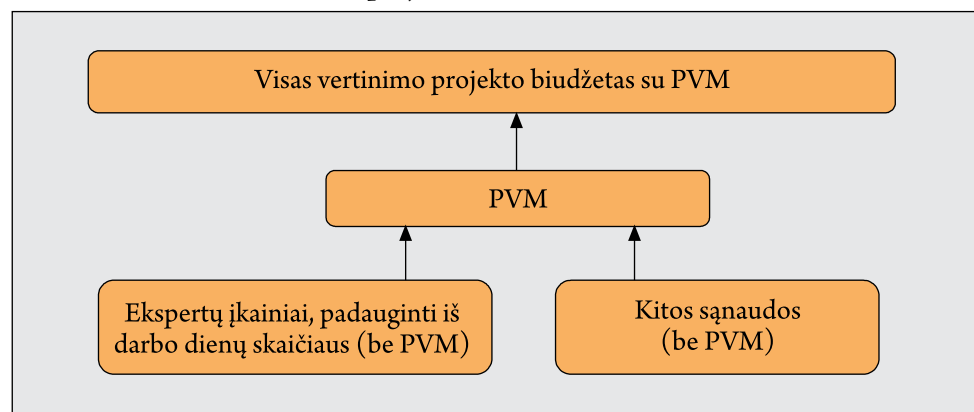 Visas vertinimo projekto biudžetas su PVM
PVM
Ekspertų įkainiai, padauginti iš
darbo dienų skaičiaus (be PVM)
Kitos sąnaudos
(be PVM)